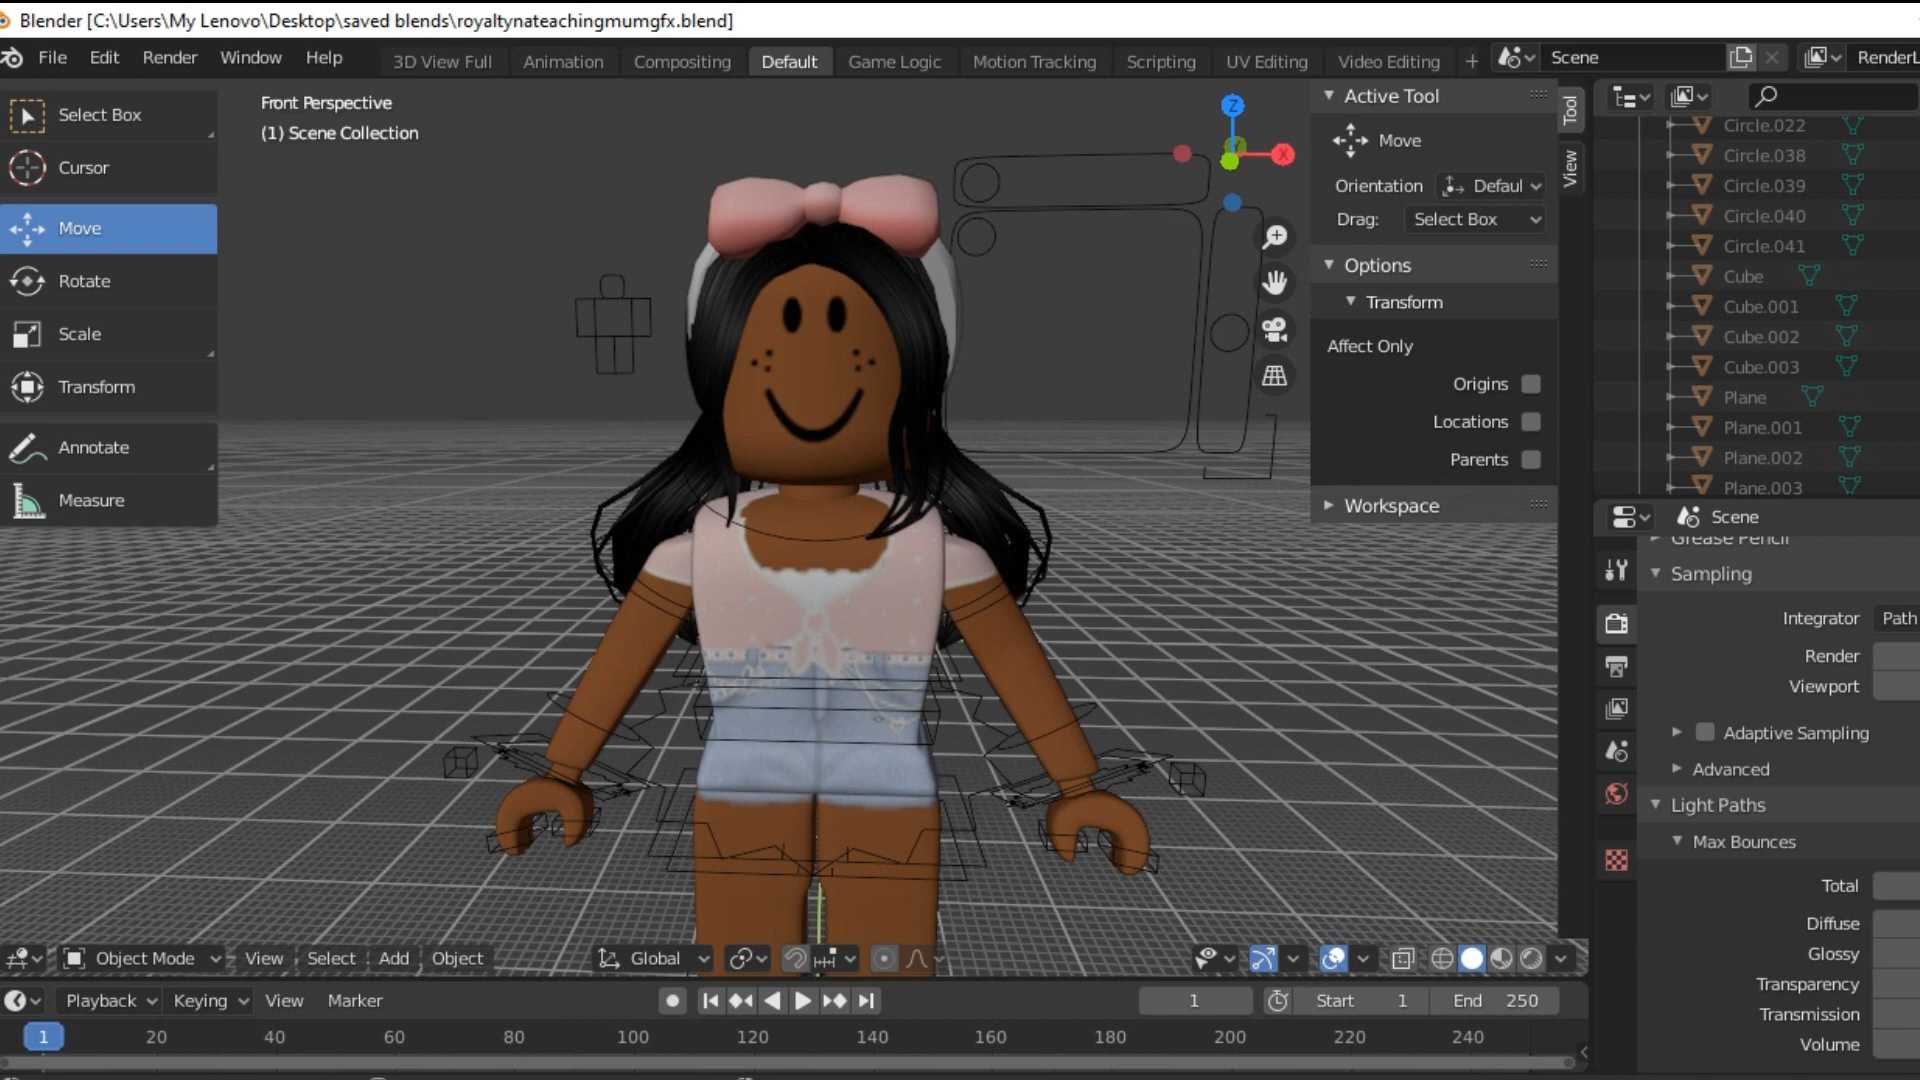 Blender [C:\Users\My Lenovo\Desktop\saved blends\royaltynateachingmumgfx.blend]
File Edit Render Window Help 3D View Full Animation Compositing Default Game Logic Motion Tracking Scripting UV Editing Video Editing + Scene RenderL
Select Box
Cursor
Move
Rotate
Scale
Transform
Annotate
Measure
Front Perspective
(1) Scene Collection
Z
X
Active Tool
Move
Orientation Defaul
Drag: Select Box
Options
Transform
Affect Only
Origins
Locations
Parents
Workspace
Tool
View
Circle.022
Circle.038
Circle.039
Circle.040
Circle.041
Cube
Cube.001
Cube.002
Cube.003
Plane
Plane.001
Plane.002
Plane.003
Scene
Grease Pencil
Sampling
Integrator Path
Render
Viewport
Adaptive Sampling
Advanced
Light Paths
Max Bounces
Total
Diffuse
Glossy
Transparency
Transmission
Volume
Object Mode View Select Add Object Global
Playback Keying View Marker 1 Start 1 End 250
1 20 40 60 80 100 120 140 160 180 200 220 240